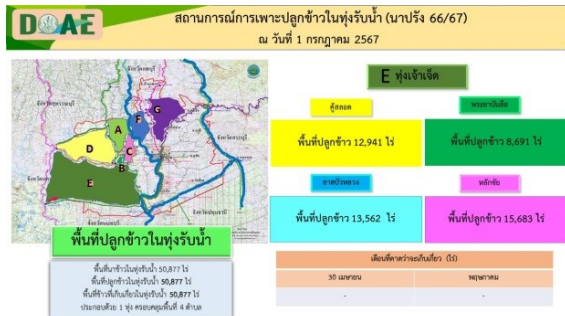 DOAE
สถานการณ์การเพาะปลูกข้าวในทุ่งรับน้ำ (นาปรัง 66/67)
ณ วันที่ 1 กรกฎาคม 2567
E ทุ่งเจ้าเจ็ด
คู้สลอด
พระยาบันลือ
พื้นที่ปลูกข้าว 12,941 ไร่
พื้นที่ปลูกข้าว 8,691 ไร่
ลาดบัวหลวง
หลักชัย
พื้นที่ปลูกข้าว 13,562 ไร่
พื้นที่ปลูกข้าว 15,683 ไร่
A
F
G
D
C
B
E
พื้นที่ปลูกข้าวในทุ่งรับน้ำ
พื้นที่นาข้าวในทุ่งรับน้ำ 50,877 ไร่
พื้นที่ปลูกข้าวในทุ่งรับน้ำ 50,877 ไร่
พื้นที่ข้าวที่เก็บเกี่ยวในทุ่งรับน้ำ 50,877 ไร่
ประกอบด้วย 1 ทุ่ง ครอบคลุมพื้นที่ 4 ตำบล
เดือนที่คาดว่าจะเก็บเกี่ยว (ไร่)
30 เมษายน
พฤษภาคม
-
-